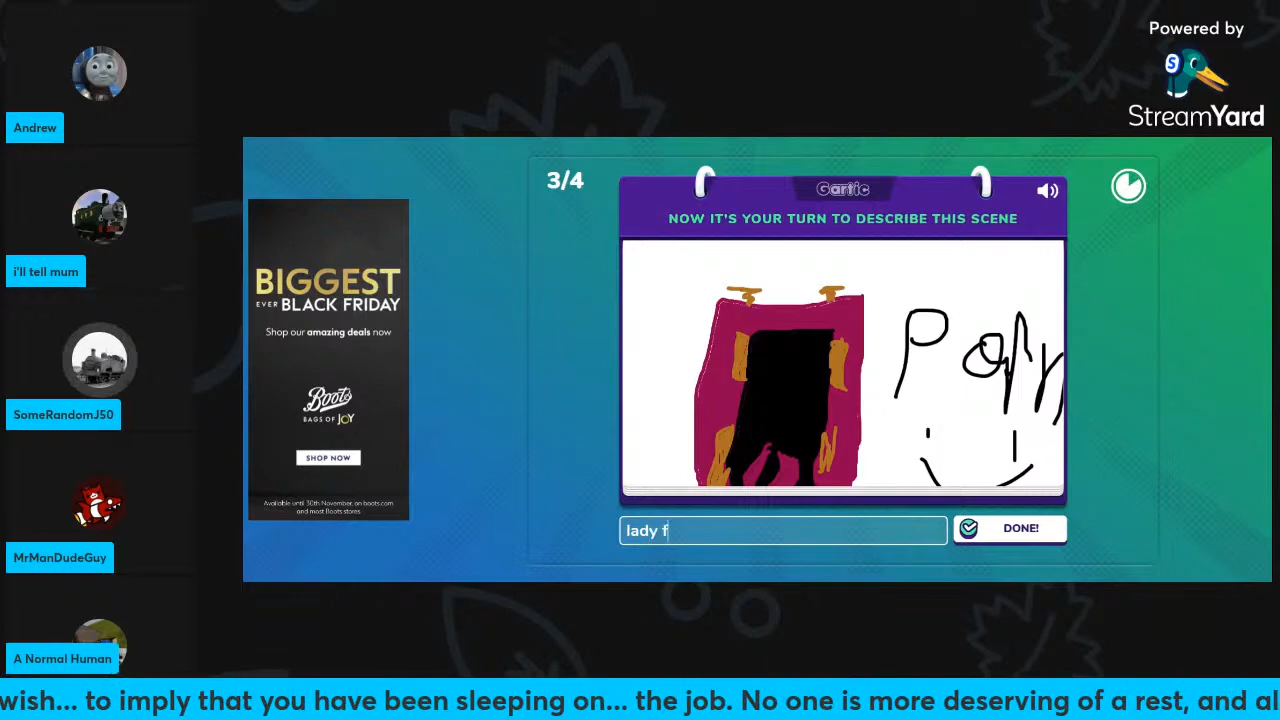 Powered by
StreamYard
Andrew
i'll tell mum
SomeRandomJ50
MrManDudeGuy
A Normal Human
BIGGEST
EVER BLACK FRIDAY
Shop our amazing deals now
Boots
BAGS OF JOY
SHOP NOW
Available until 30th November, on boots.com
and most Boots stores
3/4
Gartic
NOW IT'S YOUR TURN TO DESCRIBE THIS SCENE
lady f
DONE!
wish... to imply that you have been sleeping on... the job. No one is more deserving of a rest, and al